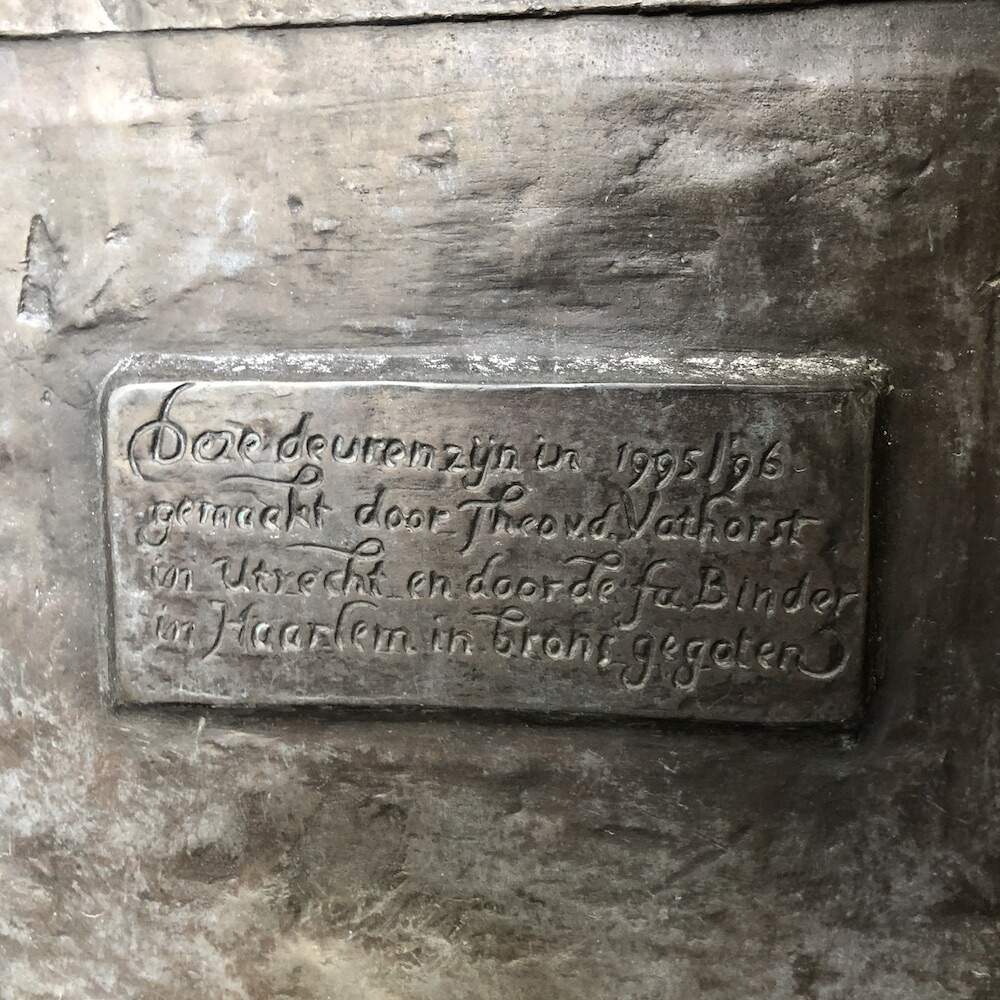 Deze deuren zijn in 1995/96
gemaakt door Theo v.d. Vathorst
in Utrecht en door de fa. Binder
in Haarlem in brons gegoten